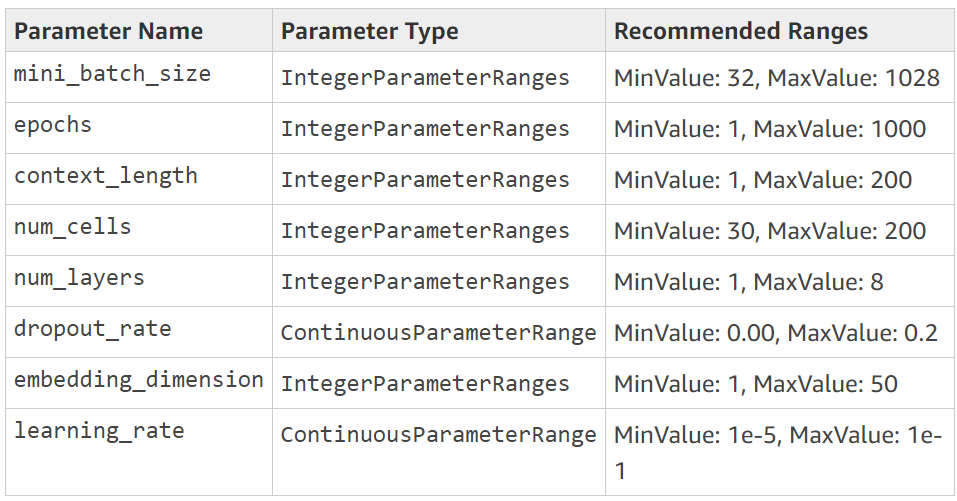 Parameter Name Parameter Type Recommended Ranges
mini_batch_size IntegerParameterRanges MinValue: 32, MaxValue: 1028
epochs IntegerParameterRanges MinValue: 1, MaxValue: 1000
context_length IntegerParameterRanges MinValue: 1, MaxValue: 200
num_cells IntegerParameterRanges MinValue: 30, MaxValue: 200
num_layers IntegerParameterRanges MinValue: 1, MaxValue: 8
dropout_rate ContinuousParameterRange MinValue: 0.00, MaxValue: 0.2
embedding_dimension IntegerParameterRanges MinValue: 1, MaxValue: 50
learning_rate ContinuousParameterRange MinValue: 1e-5, MaxValue: 1e-
1